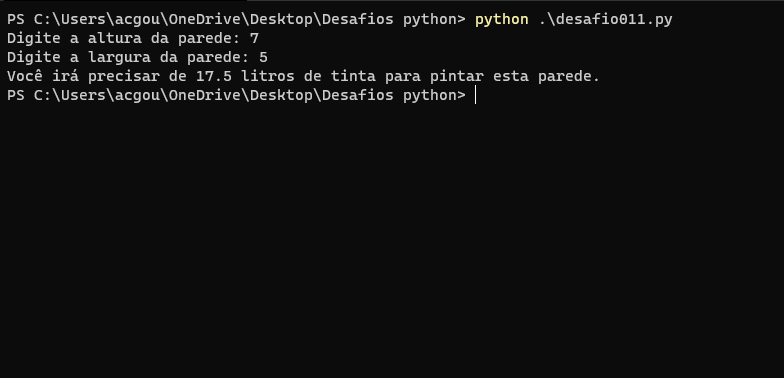 PS C:\Users\acgou\OneDrive\Desktop\Desafios python> python .\desafio011.py
Digite a altura da parede: 7
Digite a largura da parede: 5
Você irá precisar de 17.5 litros de tinta para pintar esta parede.
PS C:\Users\acgou\OneDrive\Desktop\Desafios python>